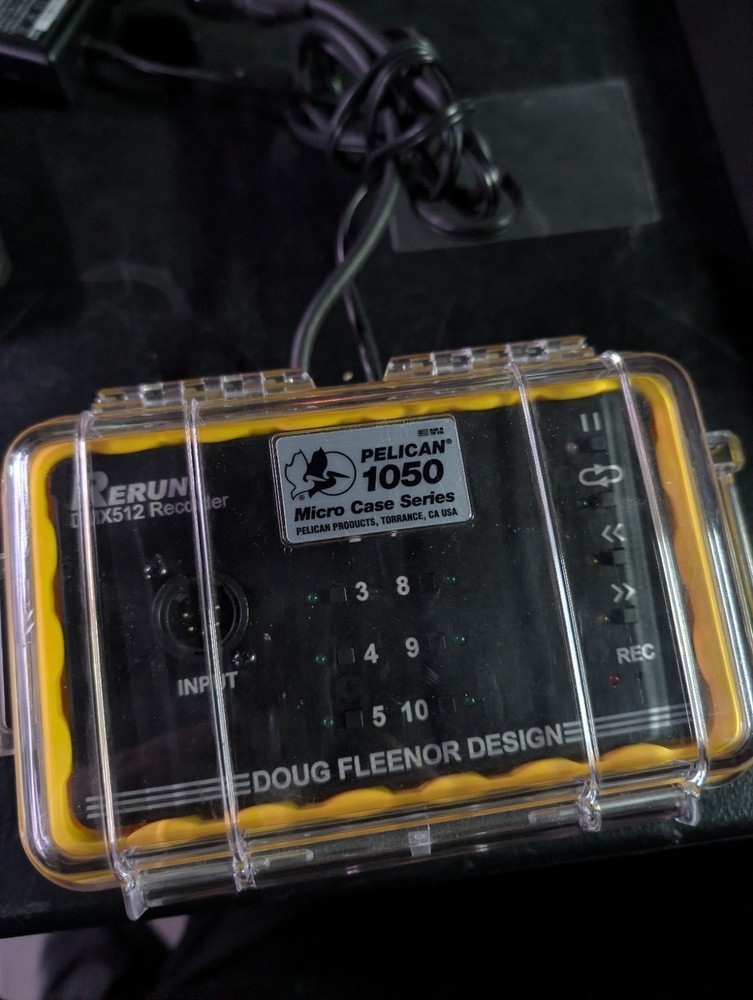 PELICAN®
1050
Micro Case Series
PELICAN PRODUCTS, TORRANCE, CA USA
RERUN
DMX512 Recorder
INPUT
3 8
4 9
5 10
REC
DOUG FLEENOR DESIGN